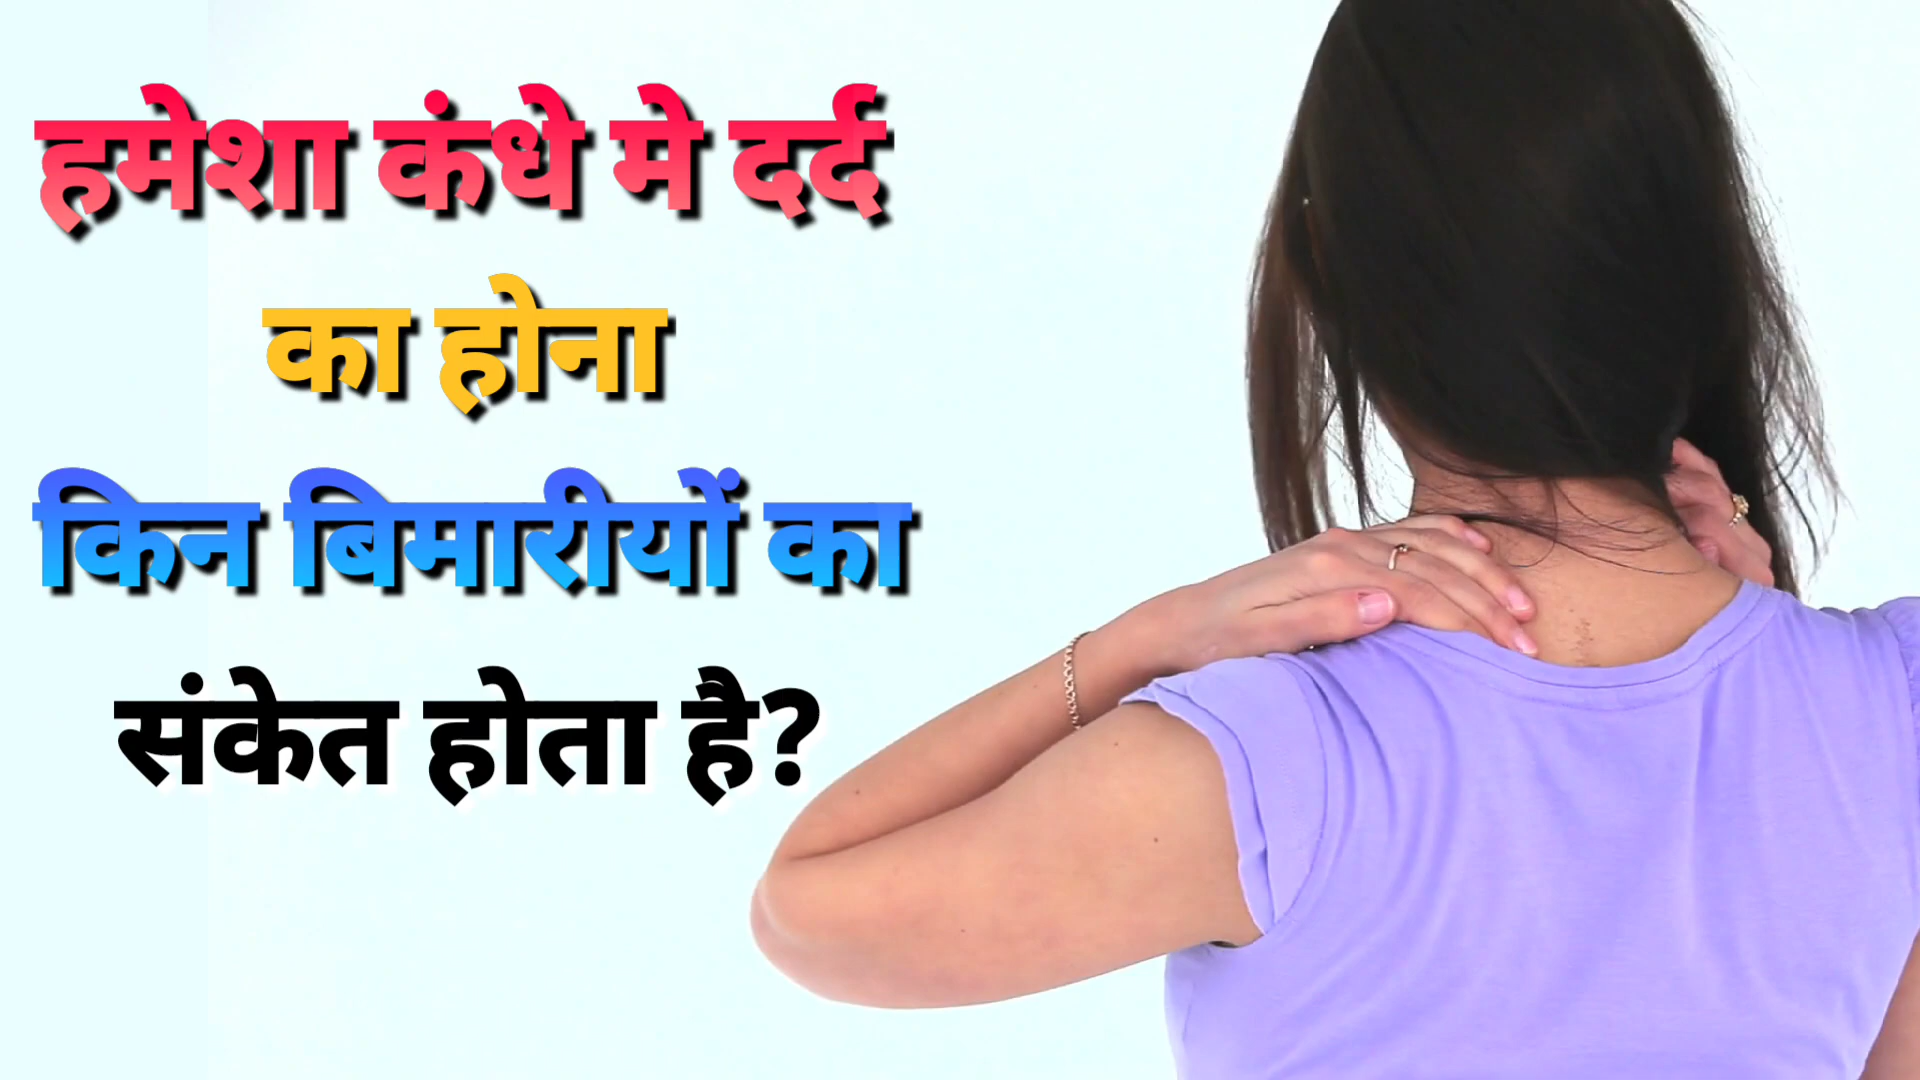 हमेशा कंधे मे दर्द
का होना
किन बिमारीयों का
संकेत होता है?